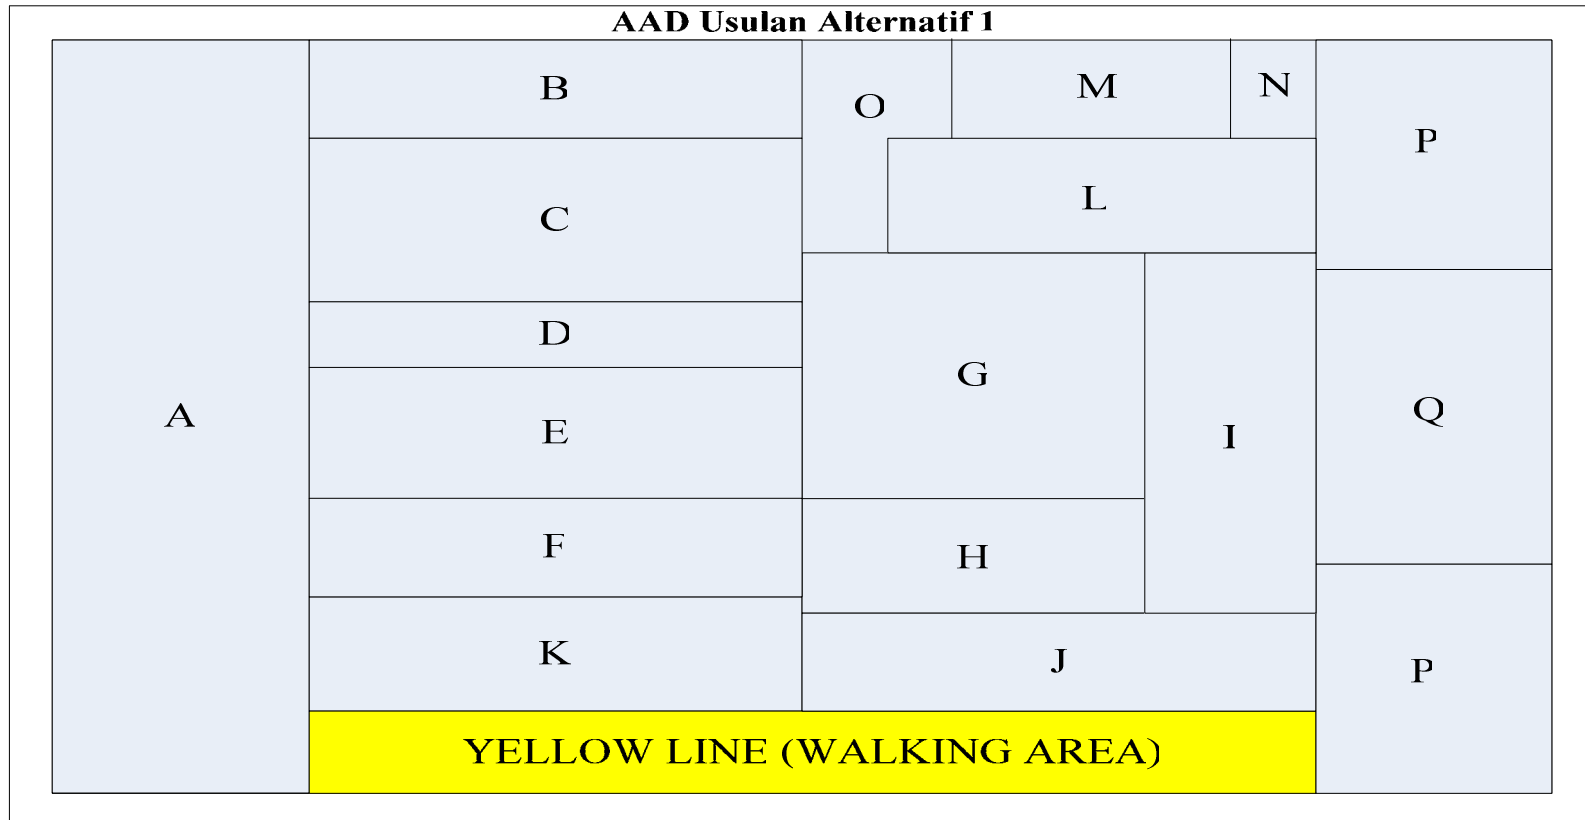 AAD Usulan Alternatif 1
A
B
C
D
E
F
K
O
M
N
L
G
I
H
J
P
Q
P
YELLOW LINE (WALKING AREA)